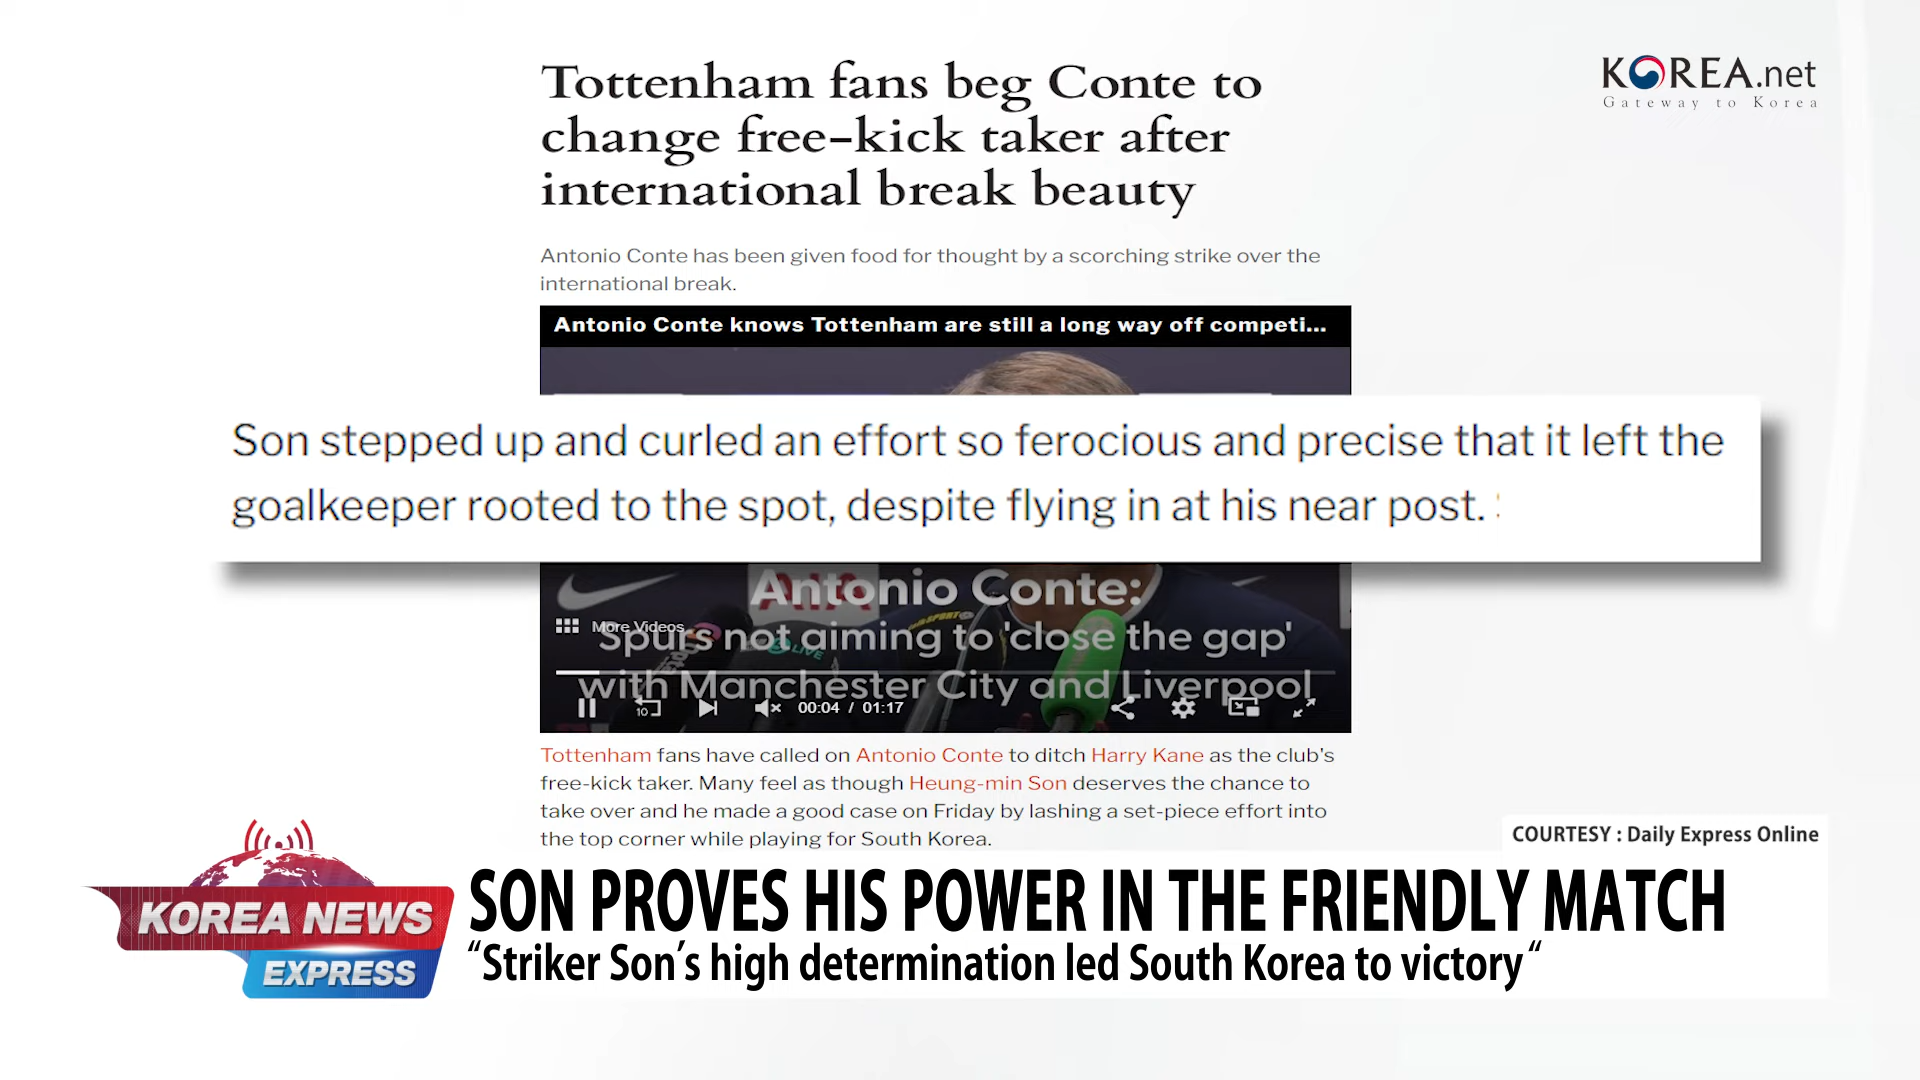 KOREA.net
Gateway to Korea
Tottenham fans beg Conte to
change free-kick taker after
international break beauty
Antonio Conte has been given food for thought by a scorching strike over the
international break.
Antonio Conte knows Tottenham are still a long way off competi...
Son stepped up and curled an effort so ferocious and precise that it left the
goalkeeper rooted to the spot, despite flying in at his near post.
AIA
Antonio Conte:
More Videos
Spurs not aiming to 'close the gap'
with Manchester City and Liverpool
SPORT
LIVE
10
00:04 / 01:17
Tottenham fans have called on Antonio Conte to ditch Harry Kane as the club's
free-kick taker. Many feel as though Heung-min Son deserves the chance to
take over and he made a good case on Friday by lashing a set-piece effort into
the top corner while playing for South Korea.
COURTESY : Daily Express Online
KOREA NEWS
EXPRESS
SON PROVES HIS POWER IN THE FRIENDLY MATCH
“Striker Son’s high determination led South Korea to victory“